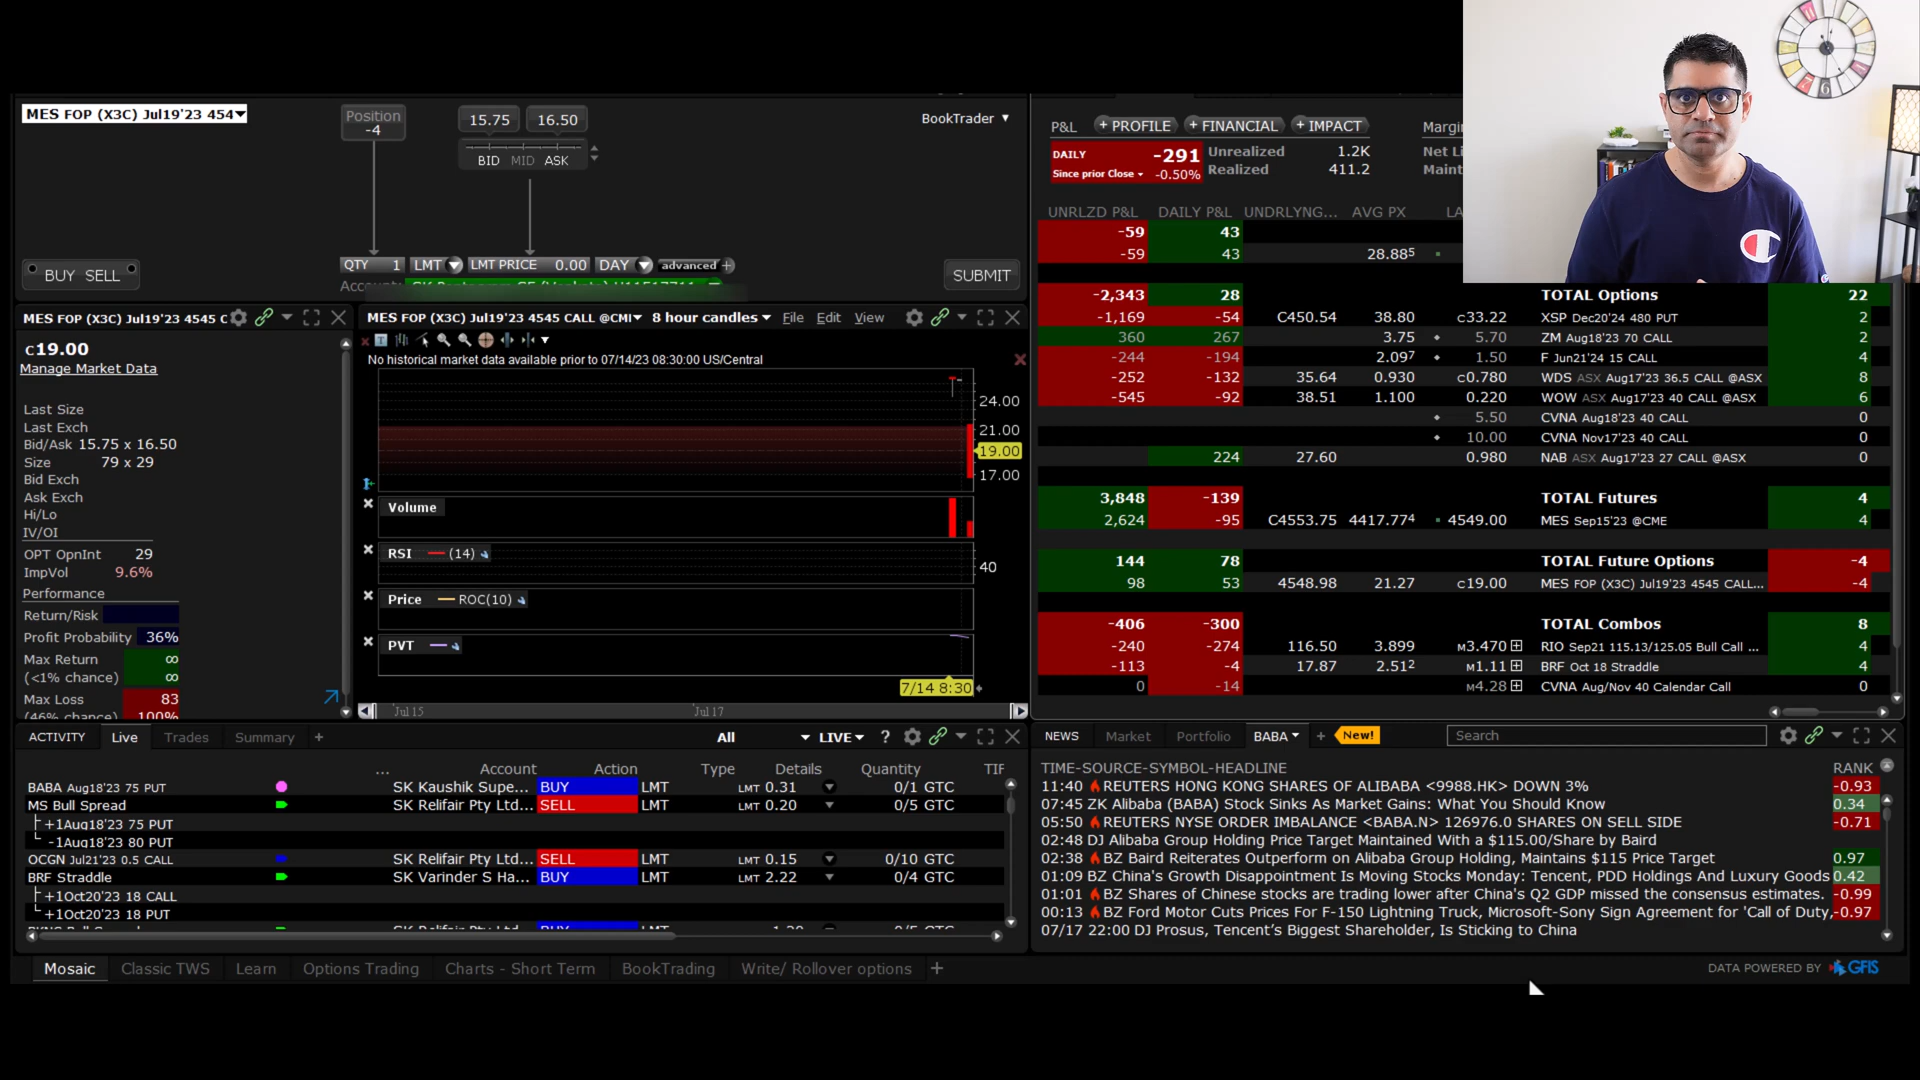 MES FOP (X3C) Jul19'23 454
Position
-4
15.75 16.50
BID MID ASK
BookTrader
BUY SELL
QTY 1 LMT LMT PRICE 0.00 DAY advanced +
SUBMIT
P&L + PROFILE + FINANCIAL + IMPACT
DAILY -291
Since prior Close -0.50%
Unrealized 1.2K
Realized 411.2
UNRLZD P&L DAILY P&L UNDRLYNG... AVG PX
-59 43
-59 43 28.885
-2,343 28 TOTAL Options 22
-1,169 -54 C450.54 38.80 c33.22 XSP Dec20'24 480 PUT 2
360 267 3.75 5.70 ZM Aug18'23 70 CALL 2
-244 -194 2.097 1.50 F Jun21'24 15 CALL 4
-252 -132 35.64 0.930 c0.780 WDS ASX Aug17'23 36.5 CALL @ASX 8
-545 -92 38.51 1.100 0.220 WOW ASX Aug17'23 40 CALL @ASX 6
5.50 CVNA Aug18'23 40 CALL 0
10.00 CVNA Nov17'23 40 CALL 0
224 27.60 0.980 NAB ASX Aug17'23 27 CALL @ASX 0
3,848 -139 TOTAL Futures 4
2,624 -95 C4553.75 4417.774 4549.00 MES Sep15'23 @CME 4
144 78 TOTAL Future Options -4
98 53 4548.98 21.27 c19.00 MES FOP (X3C) Jul19'23 4545 CALL... -4
-406 -300 TOTAL Combos 8
-240 -274 116.50 3.899 M3.470 RIO Sep21 115.13/125.05 Bull Call ... 4
-113 -4 17.87 2.512 M1.11 BRF Oct 18 Straddle 4
0 -14 M4.28 CVNA Aug/Nov 40 Calendar Call 0
MES FOP (X3C) Jul19'23 4545 C
c19.00
Manage Market Data
Last Size
Last Exch
Bid/Ask 15.75 x 16.50
Size 79 x 29
Bid Exch
Ask Exch
Hi/Lo
IV/OI
OPT OpnInt 29
ImpVol 9.6%
Performance
Return/Risk
Profit Probability 36%
Max Return ∞
(<1% chance) ∞
Max Loss 83
(46% chance) 100%
MES FOP (X3C) Jul19'23 4545 CALL @CMI 8 hour candles File Edit View
No historical market data available prior to 07/14/23 08:30:00 US/Central
24.00
21.00
19.00
17.00
Volume
RSI (14)
40
Price ROC(10)
PVT
7/14 8:30
Jul15 Jul17
ACTIVITY Live Trades Summary + All LIVE ?
... Account Action Type Details Quantity TIF
BABA Aug18'23 75 PUT SK Kaushik Supe... BUY LMT LMT 0.31 0/1 GTC
MS Bull Spread SK Relifair Pty Ltd... SELL LMT LMT 0.20 0/5 GTC
+1Aug18'23 75 PUT
-1Aug18'23 80 PUT
OCGN Jul21'23 0.5 CALL SK Relifair Pty Ltd... SELL LMT LMT 0.15 0/10 GTC
BRF Straddle SK Varinder S Ha... BUY LMT LMT 2.22 0/4 GTC
+1Oct20'23 18 CALL
+1Oct20'23 18 PUT
NEWS Market Portfolio BABA + New! Search
TIME-SOURCE-SYMBOL-HEADLINE RANK
11:40 REUTERS HONG KONG SHARES OF ALIBABA <9988.HK> DOWN 3% -0.93
07:45 ZK Alibaba (BABA) Stock Sinks As Market Gains: What You Should Know 0.34
05:50 REUTERS NYSE ORDER IMBALANCE <BABA.N> 126976.0 SHARES ON SELL SIDE -0.71
02:48 DJ Alibaba Group Holding Price Target Maintained With a $115.00/Share by Baird
02:38 BZ Baird Reiterates Outperform on Alibaba Group Holding, Maintains $115 Price Target 0.97
01:09 BZ China's Growth Disappointment Is Moving Stocks Monday: Tencent, PDD Holdings And Luxury Goods 0.42
01:01 BZ Shares of Chinese stocks are trading lower after China's Q2 GDP missed the consensus estimates. -0.99
00:13 BZ Ford Motor Cuts Prices For F-150 Lightning Truck, Microsoft-Sony Sign Agreement for 'Call of Duty, -0.97
07/17 22:00 DJ Prosus, Tencent's Biggest Shareholder, Is Sticking to China
Mosaic Classic TWS Learn Options Trading Charts - Short Term BookTrader Write/ Rollover options +
DATA POWERED BY GFIS